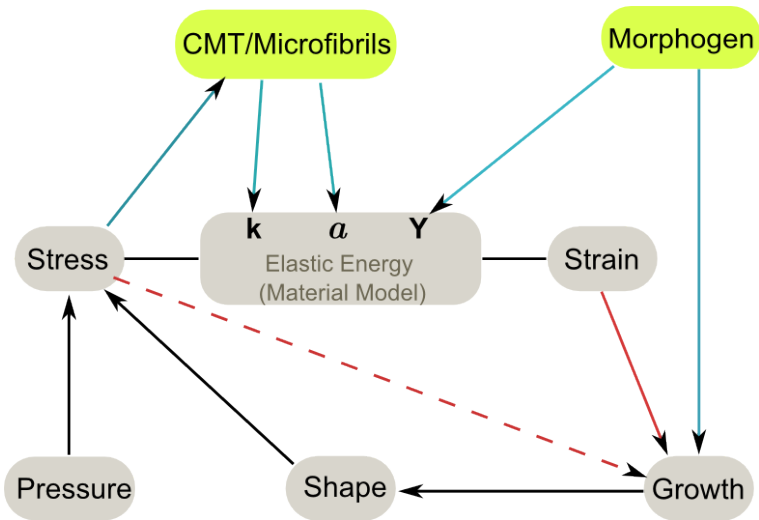 CMT/Microfibrils
Morphogen
k a Y
Stress
Elastic Energy
(Material Model)
Strain
Pressure
Shape
Growth